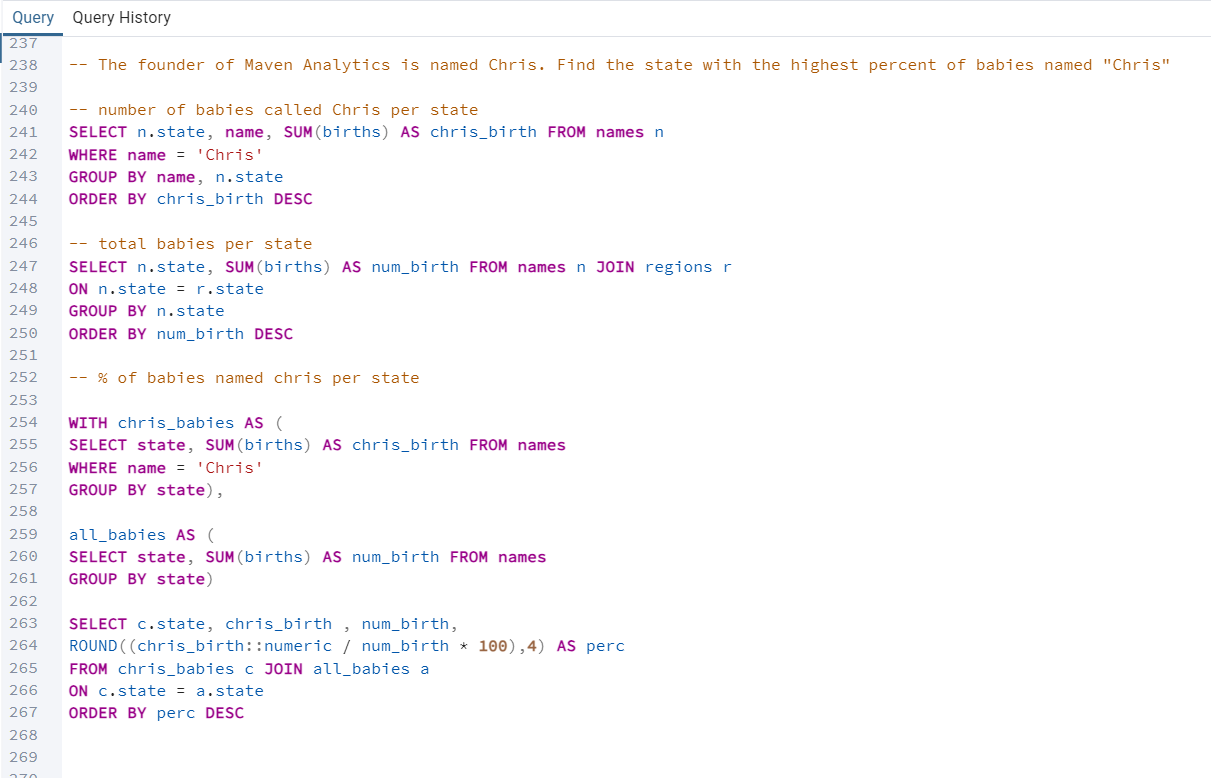 Query Query History
237
238 -- The founder of Maven Analytics is named Chris. Find the state with the highest percent of babies named "Chris"
239
240 -- number of babies called Chris per state
241 SELECT n.state, name, SUM(births) AS chris_birth FROM names n
242 WHERE name = 'Chris'
243 GROUP BY name, n.state
244 ORDER BY chris_birth DESC
245
246 -- total babies per state
247 SELECT n.state, SUM(births) AS num_birth FROM names n JOIN regions r
248 ON n.state = r.state
249 GROUP BY n.state
250 ORDER BY num_birth DESC
251
252 -- % of babies named chris per state
253
254 WITH chris_babies AS (
255 SELECT state, SUM(births) AS chris_birth FROM names
256 WHERE name = 'Chris'
257 GROUP BY state),
258
259 all_babies AS (
260 SELECT state, SUM(births) AS num_birth FROM names
261 GROUP BY state)
262
263 SELECT c.state, chris_birth , num_birth,
264 ROUND((chris_birth::numeric / num_birth * 100),4) AS perc
265 FROM chris_babies c JOIN all_babies a
266 ON c.state = a.state
267 ORDER BY perc DESC
268
269